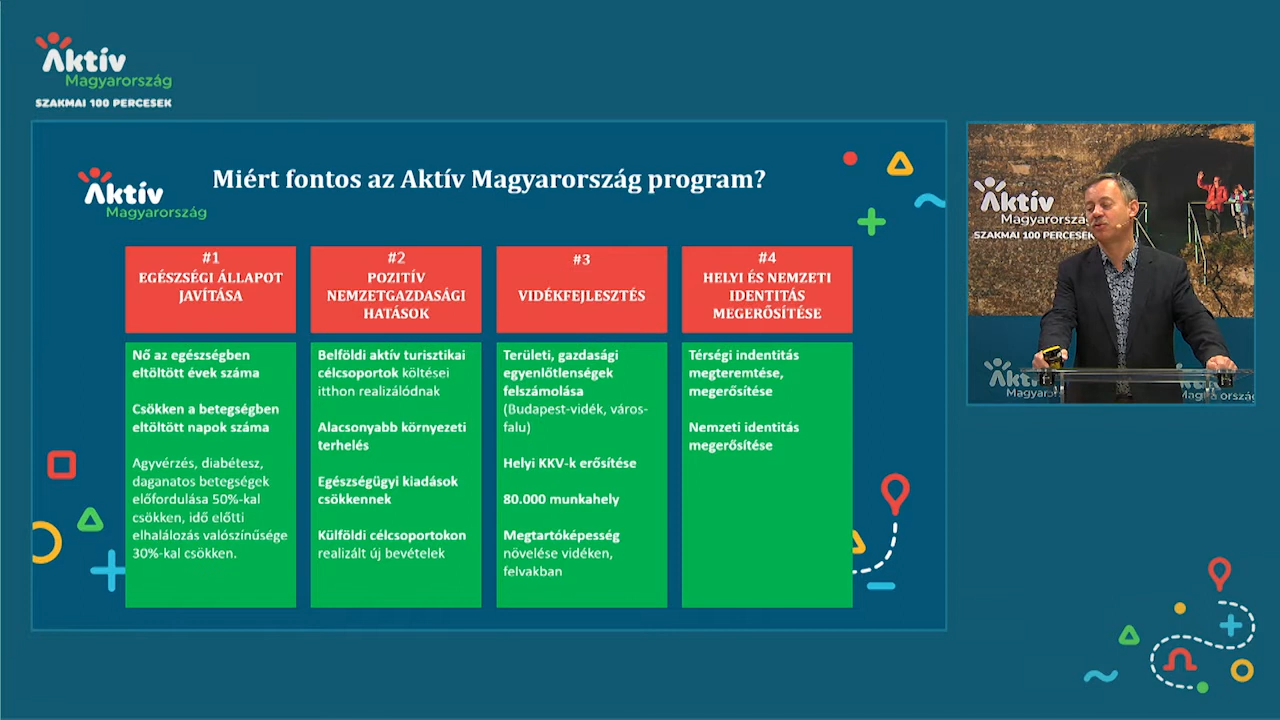 Aktív
Magyarország
SZAKMAI 100 PERCESEK
Aktív
Magyarország
Miért fontos az Aktív Magyarország program?
#1
EGÉSZSÉGI ÁLLAPOT
JAVÍTÁSA
Nő az egészségben
eltöltött évek száma
Csökken a betegségben
eltöltött napok száma
Agyvérzés, diabétesz,
daganatos betegségek
előfordulása 50%-kal
csökken, idő előtti
elhalálozás valószínűsége
30%-kal csökken.
#2
POZITÍV
NEMZETGAZDASÁGI
HATÁSOK
Belföldi aktív turisztikai
célcsoportok költései
itthon realizálódnak
Alacsonyabb környezeti
terhelés
Egészségügyi kiadások
csökkennek
Külföldi célcsoportokon
realizált új bevételek
#3
VIDÉKFEJLESZTÉS
Területi, gazdasági
egyenlőtlenségek
felszámolása
(Budapest-vidék, város-
falu)
Helyi KKV-k erősítése
80.000 munkahely
Megtartóképesség
növelése vidéken,
felvakban
#4
HELYI ÉS NEMZETI
IDENTITÁS
MEGERŐSÍTÉSE
Térségi indentitás
megteremtése,
megerősítése
Nemzeti identitás
megerősítése
Aktív
Magyarország
SZAKMAI 100 PERCESEK